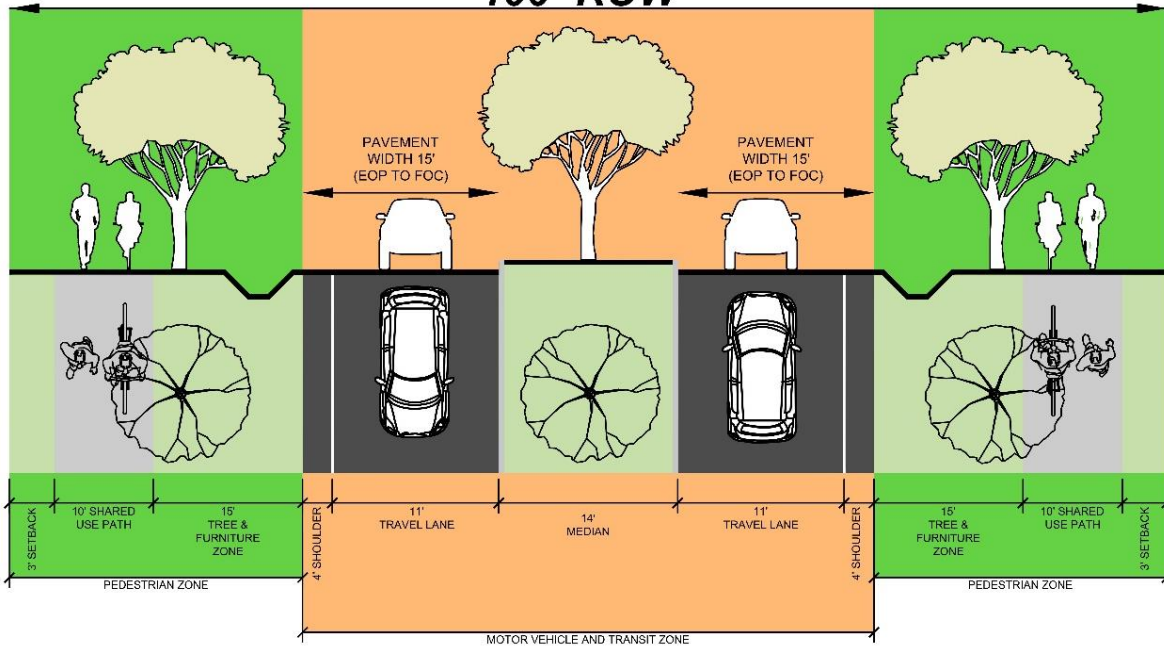 100' ROW
PAVEMENT
WIDTH 15'
(EOP TO FOC)
PAVEMENT
WIDTH 15'
(EOP TO FOC)
3' SETBACK
10' SHARED
USE PATH
15'
TREE &
FURNITURE
ZONE
4' SHOULDER
11'
TRAVEL LANE
14'
MEDIAN
11'
TRAVEL LANE
4' SHOULDER
15'
TREE &
FURNITURE
ZONE
10' SHARED
USE PATH
3' SETBACK
PEDESTRIAN ZONE
PEDESTRIAN ZONE
MOTOR VEHICLE AND TRANSIT ZONE